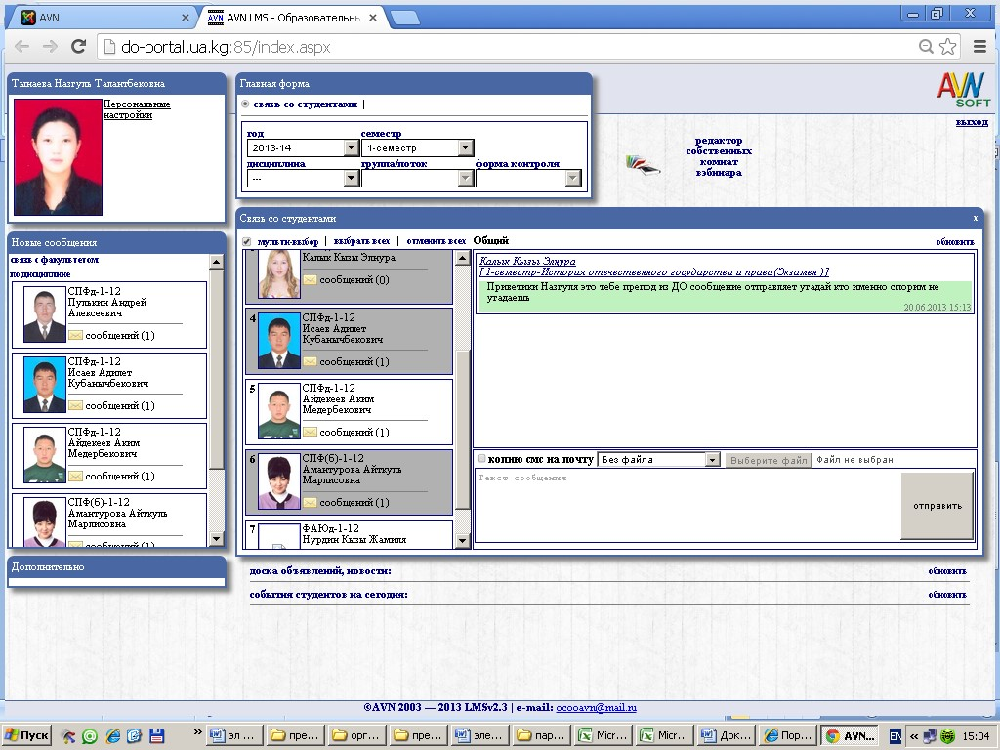 AVN
AVN LMS - Образовательнь
do-portal.ua.kg:85/index.aspx
Тынаева Назгуль Талантбековна
Персональные
настройки
Главная форма
связь со студентами |
год семестр
2013-14 1-семестр
дисциплина группа/поток форма контроля
---
AVN
SOFT
выход
редактор
собственных
комнат
вэбинара
Новые сообщения
связь с факультетом
по дисциплине
СПФд-1-12
Пулькин Андрей
Алексеевич
сообщений (1)
СПФд-1-12
Исаев Адилет
Кубанычбекович
сообщений (1)
СПФд-1-12
Айдекеев Аким
Медербекович
сообщений (1)
СПФ(б)-1-12
Амантурова Айткуль
Марлисовна
сообщений (1)
Дополнительно
Связь со студентами x
мульти-выбор | выбрать всех | отменить всех
Калык Кызы Элнура
сообщений (0)
4 СПФд-1-12
Исаев Адилет
Кубанычбекович
сообщений (1)
5 СПФд-1-12
Айдекеев Аким
Медербекович
сообщений (1)
6 СПФ(б)-1-12
Амантурова Айткуль
Марлисовна
сообщений (1)
7 ФАЮд-1-12
Нурдин Кызы Жамиля
Общий обновить
Калык Кызы Элнура
[ 1-семестр-История отечественного государства и права(Экзамен )]
Приветики Назгуля это тебе препод из ДО сообщение отправляет угадай кто именно спорим не
угадаешь
20.06.2013 15:13
копию смс на почту Без файла Выберите файл Файл не выбран
Текст сообщения
отправить
доска объявлений, новости: обновить
события студентов на сегодня: обновить
©AVN 2003 — 2013 LMSv2.3 | e-mail: ocooavn@mail.ru
Пуск » эл ... пре... орг... пре... эле... пар... Micr... Micr... Док... Пор... AVN... EN « 15:04